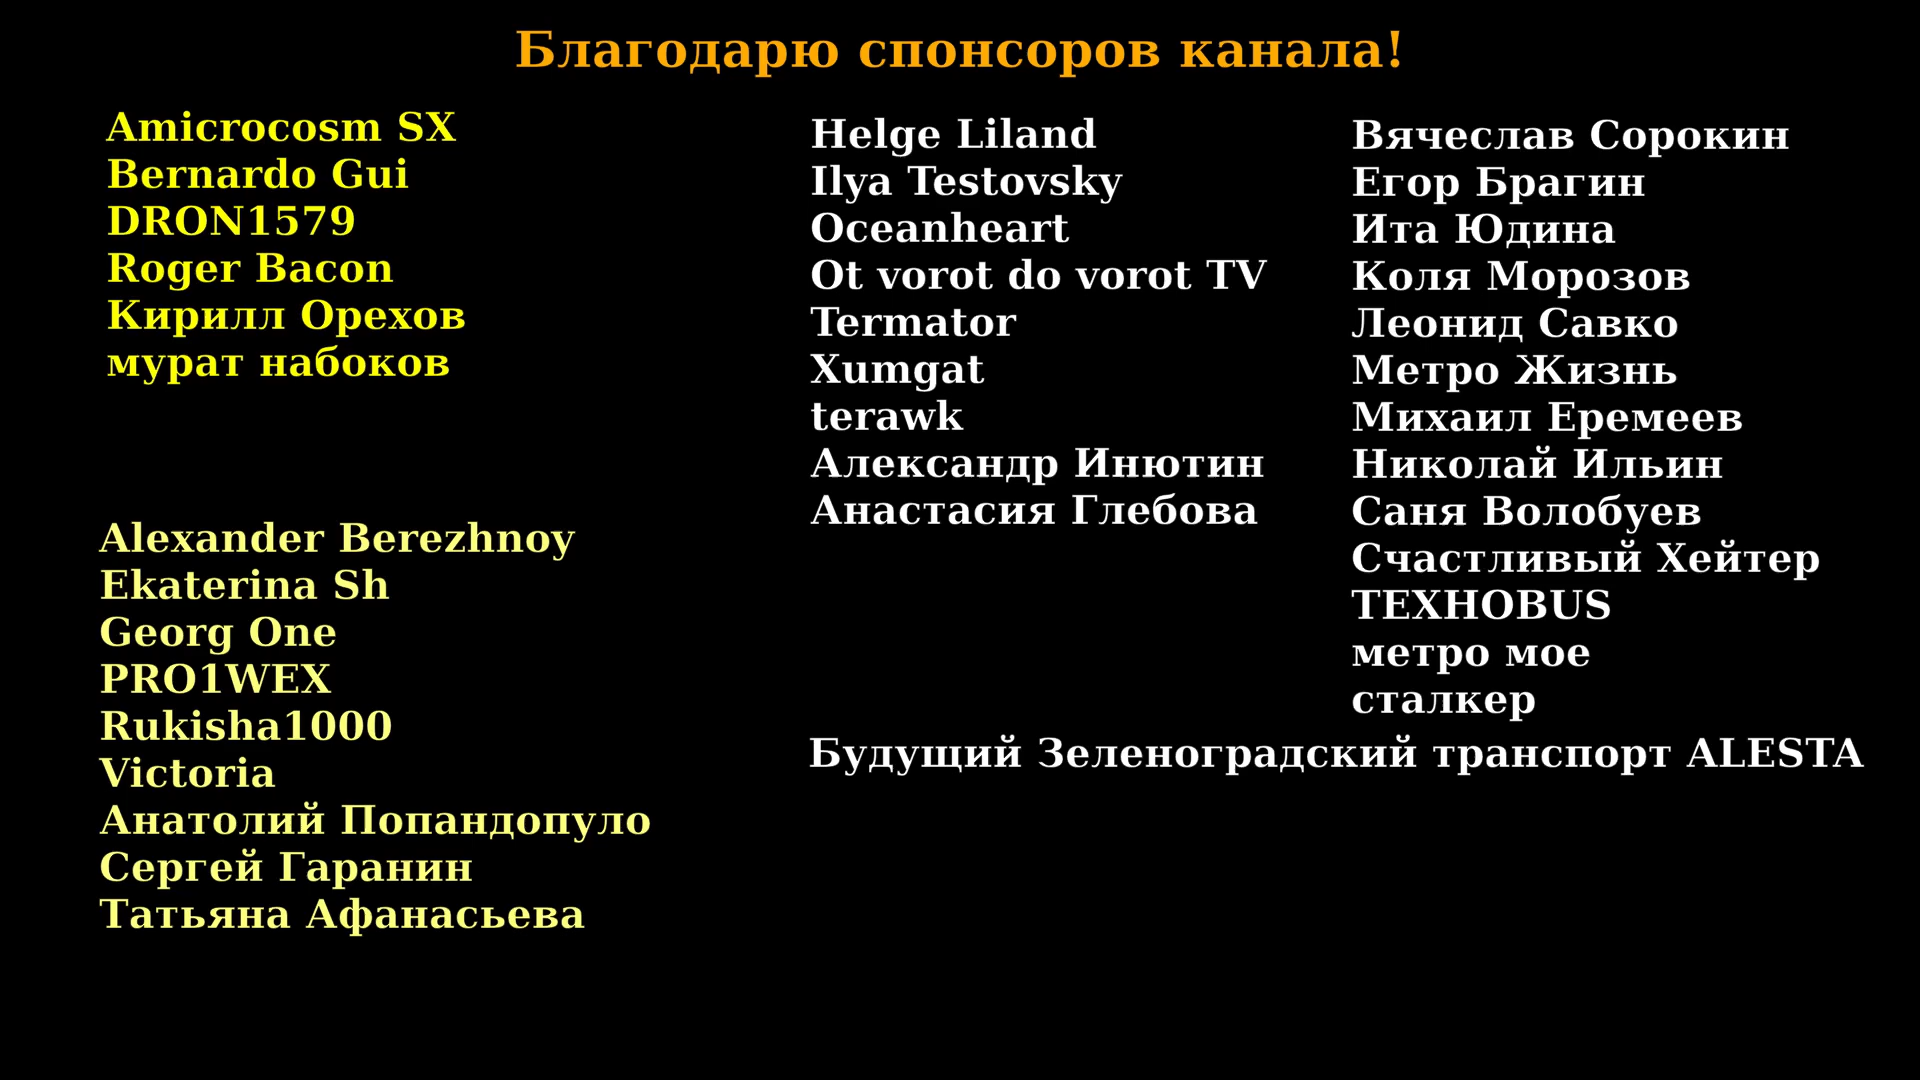 Благодарю спонсоров канала!
Amicrocosm SX
Bernardo Gui
DRON1579
Roger Bacon
Кирилл Орехов
мурат набоков
Alexander Berezhnoy
Ekaterina Sh
Georg One
PRO1WEX
Rukisha1000
Victoria
Анатолий Попандопуло
Сергей Гаранин
Татьяна Афанасьева
Helge Liland
Ilya Testovsky
Oceanheart
Ot vorot do vorot TV
Termator
Xumgat
terawk
Александр Инютин
Анастасия Глебова
Вячеслав Сорокин
Егор Брагин
Ита Юдина
Коля Морозов
Леонид Савко
Метро Жизнь
Михаил Еремеев
Николай Ильин
Саня Волобуев
Счастливый Хейтер
ТЕХНОBUS
метро мое
сталкер
Будущий Зеленоградский транспорт ALESTA